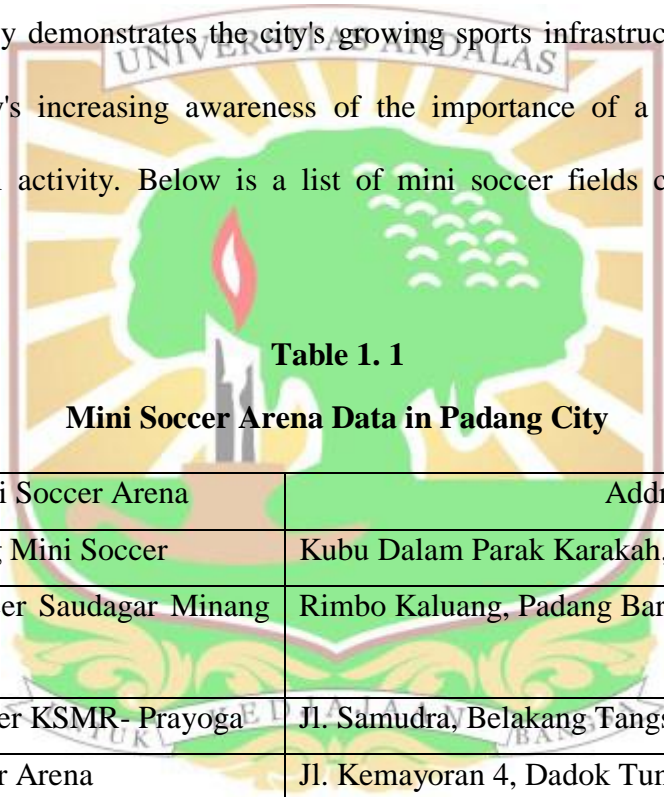 y demonstrates the city's growing sports infrastruc
UNIVERSITAS ANDALAS
y's increasing awareness of the importance of a
activity. Below is a list of mini soccer fields c
Table 1. 1
Mini Soccer Arena Data in Padang City
i Soccer Arena Addr
g Mini Soccer Kubu Dalam Parak Karakah,
er Saudagar Minang Rimbo Kaluang, Padang Bar
er KSMR- Prayoga Jl. Samudra, Belakang Tangs
r Arena Jl. Kemayoran 4, Dadok Tun